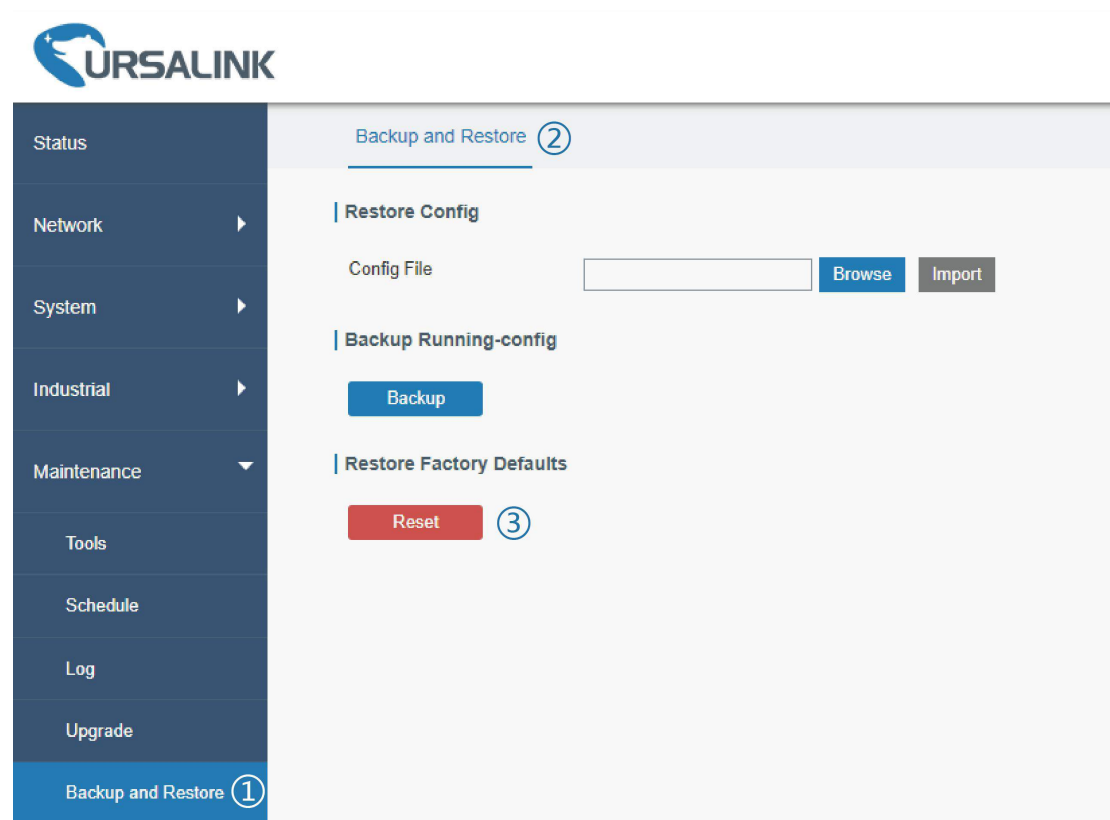 URSALINK
Status
Backup and Restore ②
Network
Restore Config
Config File
Browse
Import
System
Backup Running-config
Industrial
Backup
Maintenance
Restore Factory Defaults
Reset ③
Tools
Schedule
Log
Upgrade
Backup and Restore ①